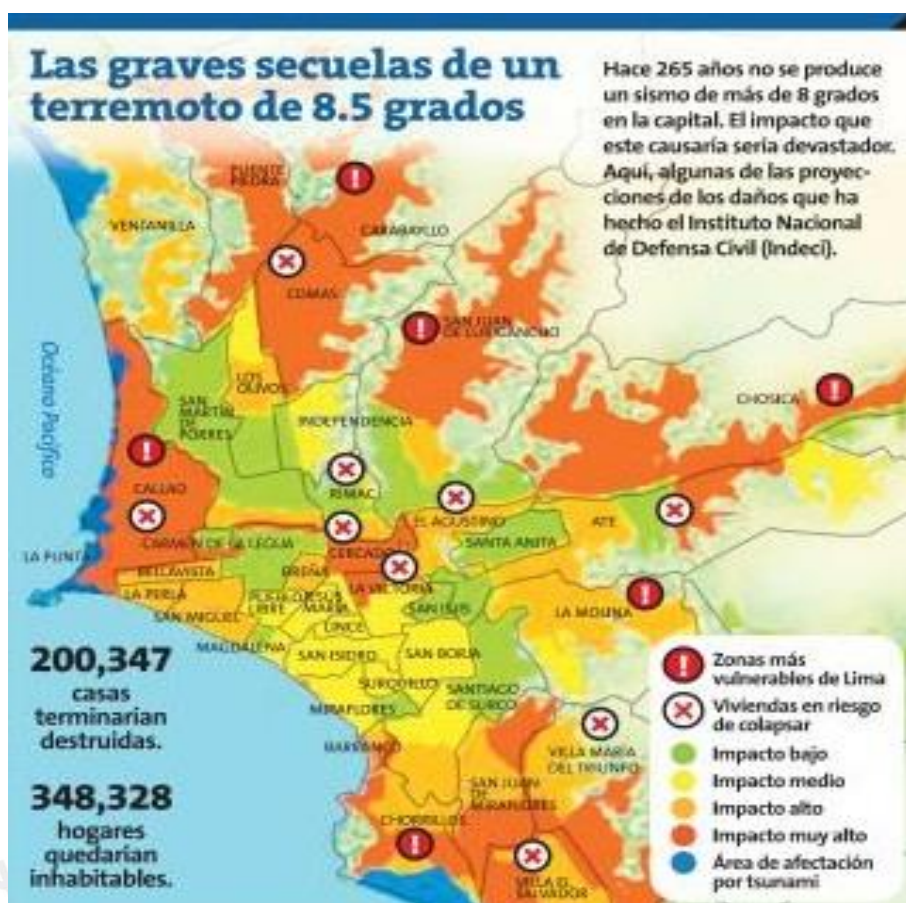 Las graves secuelas de un
terremoto de 8.5 grados
Hace 265 años no se produce
un sismo de más de 8 grados
en la capital. El impacto que
este causaría sería devastador.
Aquí, algunas de las proyec-
ciones de los daños que ha
hecho el Instituto Nacional
de Defensa Civil (Indeci).
PUENTE
PIEDRA
VENTANILLA
CARABAYLLO
COMAS
SAN JUAN
DE LURIGANCHO
Océano Pacífico
LOS
OLIVOS
CHOSICA
SAN
MARTÍN
DE
PORRES
INDEPENDENCIA
CALLAO
RIMAC
EL AGUSTINO
ATE
CARMEN DE LA LEGUA
CERCADO
SANTA ANITA
LA PUNTA
BELLAVISTA
BREÑA
LA VICTORIA
LA PERLA
PUEBLO
LIBRE
JESÚS
MARÍA
SAN LUIS
LA MOLINA
SAN MIGUEL
LINCE
MAGDALENA
SAN ISIDRO
SAN BORJA
SURQUILLO
SANTIAGO
DE SURCO
MIRAFLORES
BARRANCO
VILLA MARIA
DEL TRIUNFO
SAN JUAN
DE
MIRAFLORES
CHORRILLOS
VILLA EL
SALVADOR
200,347
casas
terminarían
destruidas.
348,328
hogares
quedarían
inhabitables.
Zonas más
vulnerables de Lima
Viviendas en riesgo
de colapsar
Impacto bajo
Impacto medio
Impacto alto
Impacto muy alto
Área de afectación
por tsunami